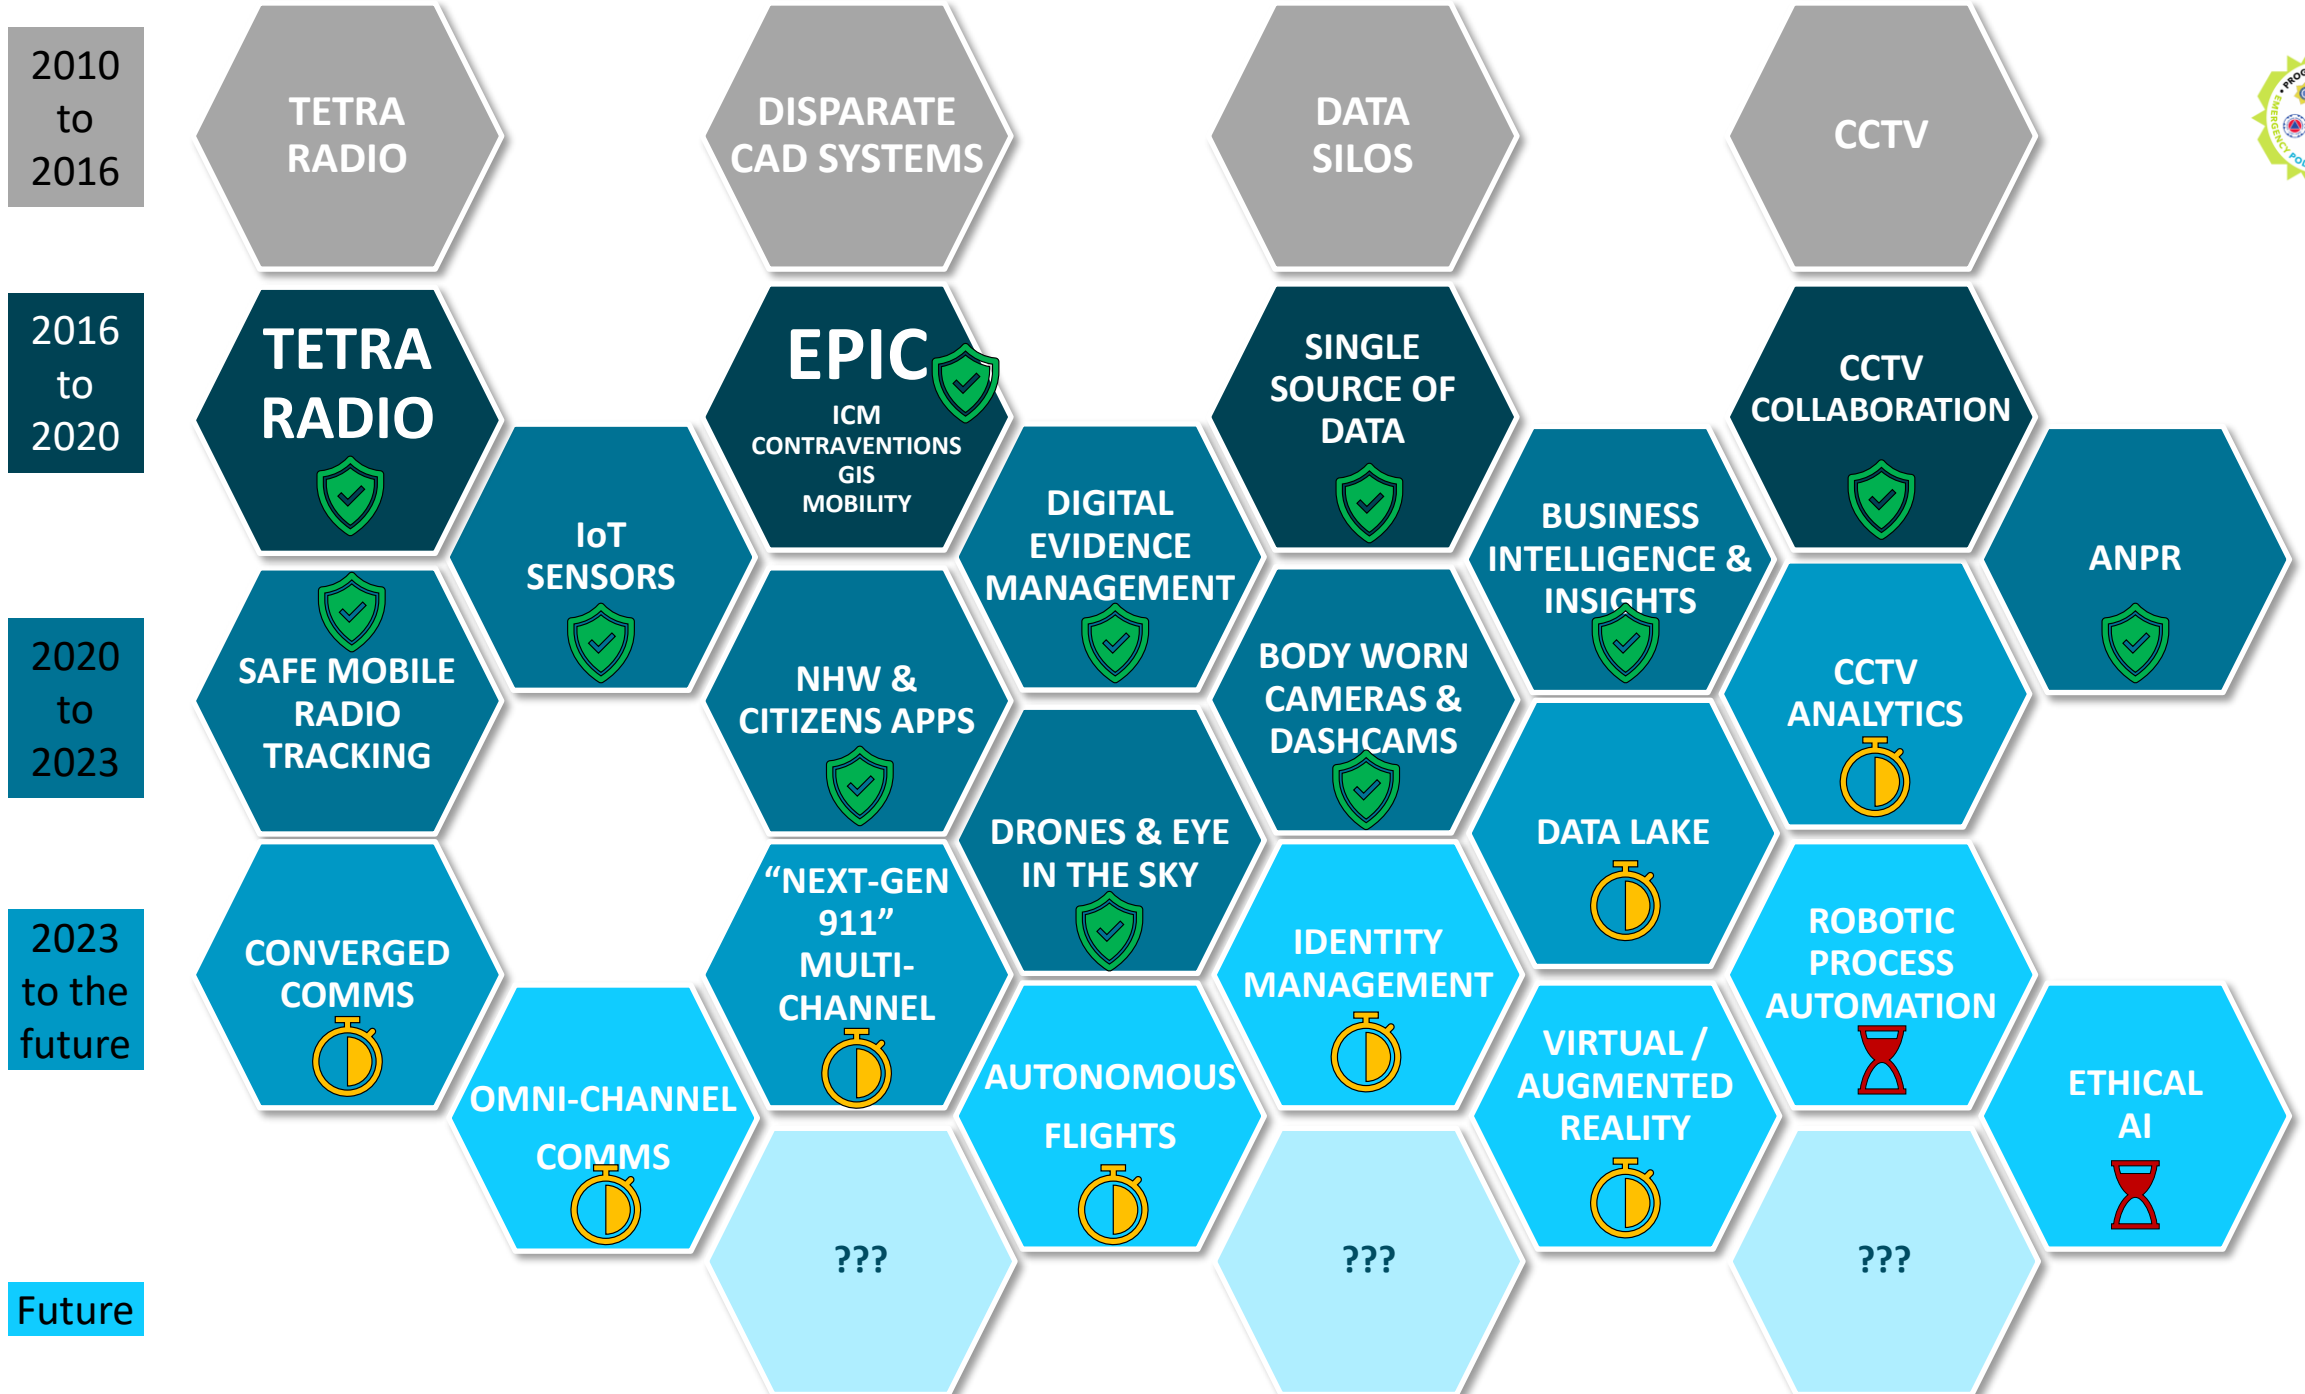 2010
to
2016
TETRA
RADIO
DISPARATE
CAD SYSTEMS
DATA
SILOS
CCTV
EMERGENCY
2016
to
2020
TETRA
RADIO
EPIC
ICM
CONTRAVENTIONS
GIS
MOBILITY
SINGLE
SOURCE OF
DATA
CCTV
COLLABORATION
IoT
SENSORS
DIGITAL
EVIDENCE
MANAGEMENT
BUSINESS
INTELLIGENCE &
INSIGHTS
ANPR
2020
to
2023
SAFE MOBILE
RADIO
TRACKING
NHW &
CITIZENS APPS
BODY WORN
CAMERAS &
DASHCAMS
CCTV
ANALYTICS
DRONES & EYE
IN THE SKY
DATA LAKE
2023
to the
future
CONVERGED
COMMS
“NEXT-GEN
911”
MULTI-
CHANNEL
IDENTITY
MANAGEMENT
ROBOTIC
PROCESS
AUTOMATION
OMNI-CHANNEL
COMMS
AUTONOMOUS
FLIGHTS
VIRTUAL /
AUGMENTED
REALITY
ETHICAL
AI
Future
???
???
???